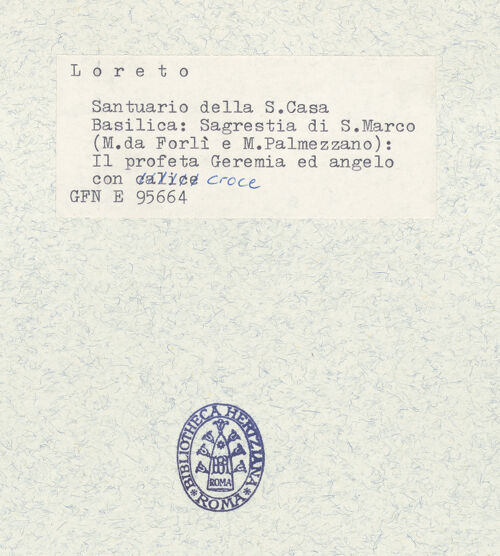 L o r e t o
Santuario della S.Casa
Basilica: Sagrestia di S.Marco
(M.da Forlì e M.Palmezzano):
Il profeta Geremia ed angelo
con calice croce
GFN E 95664
BIBLIOTHECA HERTZIANA
BH
ROMA
* ROMA *